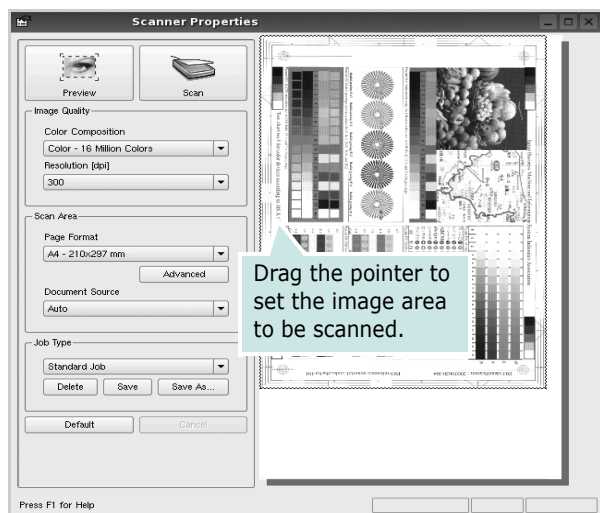 Scanner Properties
Preview
Scan
Image Quality
Color Composition
Color - 16 Million Colors
Resolution [dpi]
300
Scan Area
Page Format
A4 - 210x297 mm
Advanced
Document Source
Auto
Job Type
Standard Job
Delete
Save
Save As...
Default
Cancel
Drag the pointer to
set the image area
to be scanned.
Press F1 for Help